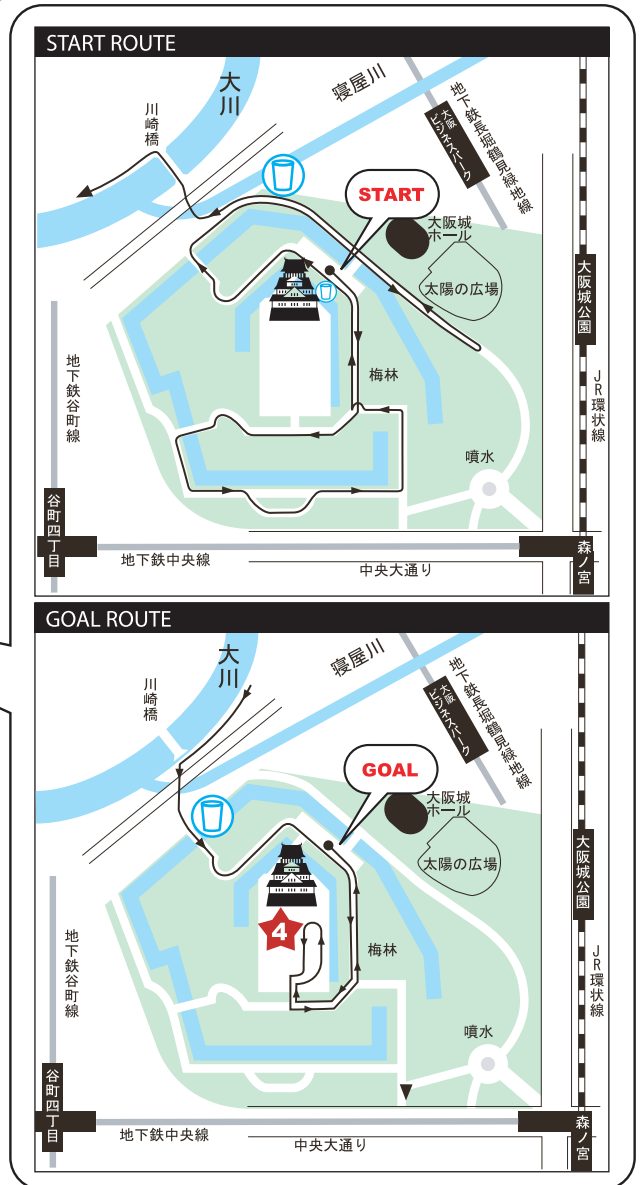 START ROUTE
大川
寝屋川
川崎橋
地下鉄長堀鶴見緑地線
大阪
ビジネスパーク
START
大阪城
ホール
太陽の広場
大阪城公園
JR環状線
梅林
地下鉄谷町線
噴水
谷町四丁目
地下鉄中央線
中央大通り
森ノ宮
GOAL ROUTE
大川
寝屋川
川崎橋
地下鉄長堀鶴見緑地線
大阪
ビジネスパーク
GOAL
大阪城
ホール
太陽の広場
大阪城公園
4
梅林
JR環状線
地下鉄谷町線
噴水
谷町四丁目
地下鉄中央線
中央大通り
森ノ宮